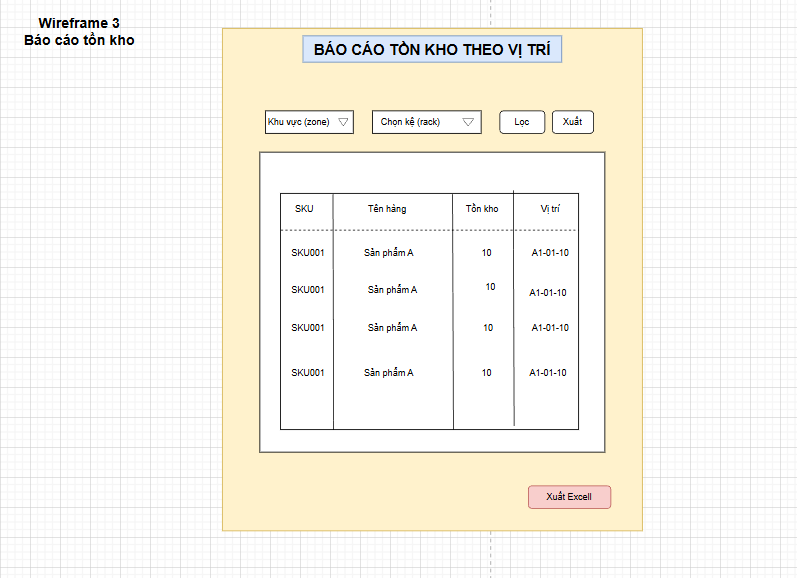 Wireframe 3
Báo cáo tồn kho
BÁO CÁO TỒN KHO THEO VỊ TRÍ
Khu vực (zone) Chọn kệ (rack) Lọc Xuất
SKU Tên hàng Tồn kho Vị trí
SKU001 Sản phẩm A 10 A1-01-10
SKU001 Sản phẩm A 10 A1-01-10
SKU001 Sản phẩm A 10 A1-01-10
SKU001 Sản phẩm A 10 A1-01-10
Xuất Excell